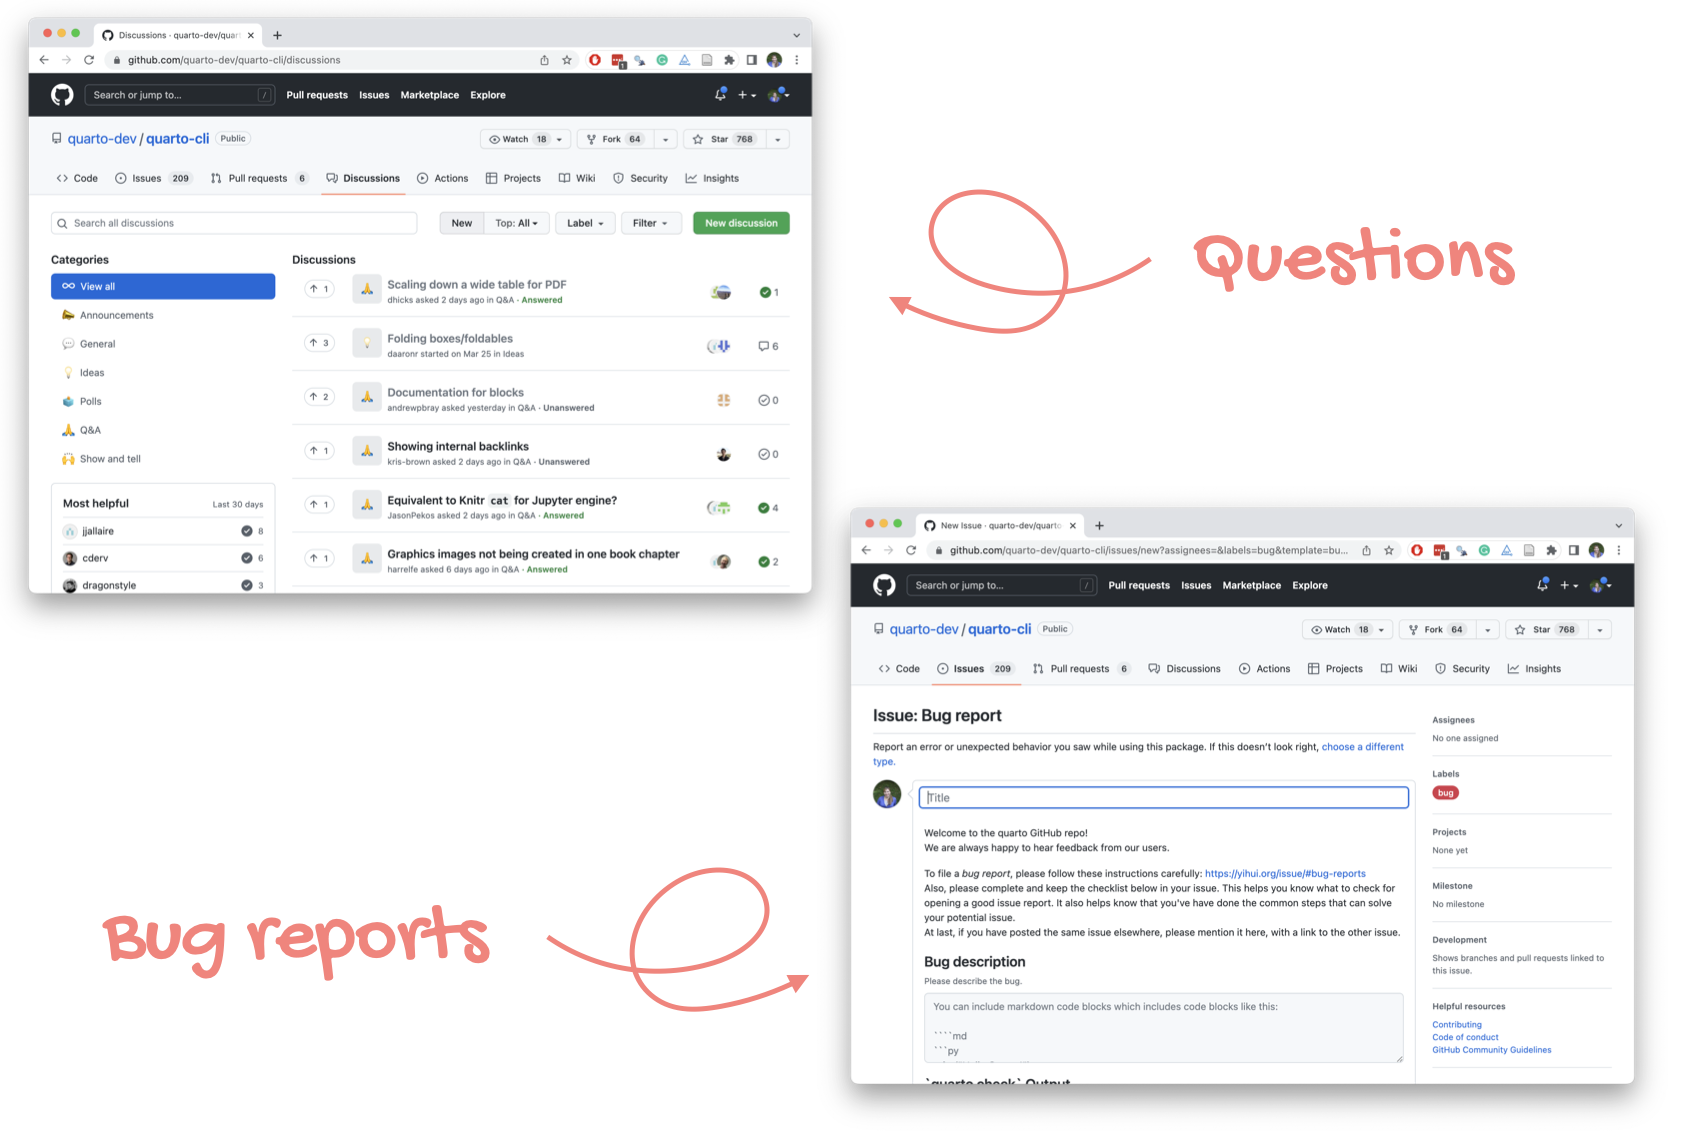 Discussions · quarto-dev/quar
github.com/quarto-dev/quarto-cli/discussions
1
Search or jump to... /
Pull requests Issues Marketplace Explore
quarto-dev / quarto-cli Public
Watch 18 Fork 64 Star 768
Code Issues 209 Pull requests 6 Discussions Actions Projects Wiki Security Insights
Search all discussions
New Top: All Label Filter New discussion
Categories
View all
Announcements
General
Ideas
Polls
Q&A
Show and tell
Most helpful Last 30 days
jjallaire 8
cderv 6
dragonstyle 3
Discussions
1 Scaling down a wide table for PDF 1
dhicks asked 2 days ago in Q&A · Answered
3 Folding boxes/foldables 6
daaronr started on Mar 25 in Ideas
2 Documentation for blocks 0
andrewpbray asked yesterday in Q&A · Unanswered
1 Showing internal backlinks 0
kris-brown asked 2 days ago in Q&A · Unanswered
1 Equivalent to Knitr cat for Jupyter engine? 4
JasonPekos asked 2 days ago in Q&A · Answered
1 Graphics images not being created in one book chapter 2
harrelfe asked 6 days ago in Q&A · Answered
Questions
Bug reports
New Issue · quarto-dev/quarto
github.com/quarto-dev/quarto-cli/issues/new?assignees=&labels=bug&template=bu...
1
Search or jump to... /
Pull requests Issues Marketplace Explore
quarto-dev / quarto-cli Public
Watch 18 Fork 64 Star 768
Code Issues 209 Pull requests 6 Discussions Actions Projects Wiki Security Insights
Issue: Bug report
Report an error or unexpected behavior you saw while using this package. If this doesn't look right, choose a different
type.
Title
Welcome to the quarto GitHub repo!
We are always happy to hear feedback from our users.
To file a bug report, please follow these instructions carefully: https://yihui.org/issue/#bug-reports
Also, please complete and keep the checklist below in your issue. This helps you know what to check for
opening a good issue report. It also helps know that you've have done the common steps that can solve
your potential issue.
At last, if you have posted the same issue elsewhere, please mention it here, with a link to the other issue.
Bug description
Please describe the bug.
You can include markdown code blocks which includes code blocks like this:
````md
```py
`quarto check` Output
Assignees
No one assigned
Labels
bug
Projects
None yet
Milestone
No milestone
Development
Shows branches and pull requests linked to
this issue.
Helpful resources
Contributing
Code of conduct
GitHub Community Guidelines